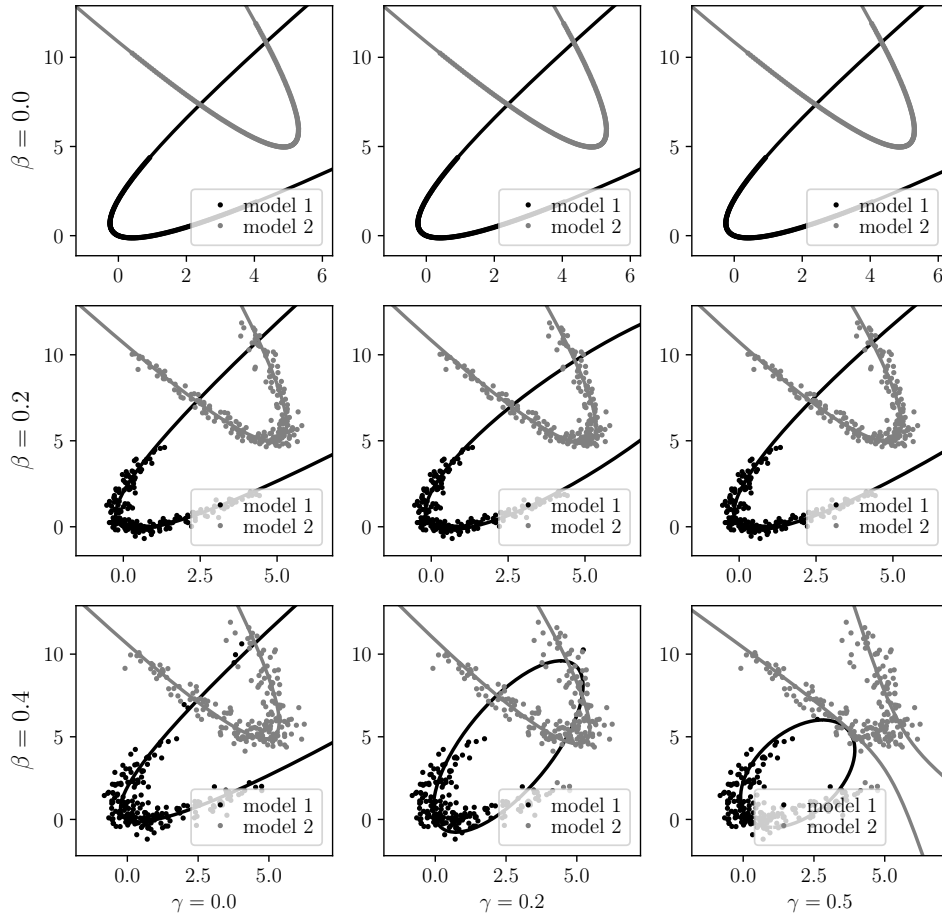 10
5
0
β = 0.0
model 1
model 2
0 2 4 6
model 1
model 2
0 2 4 6
model 1
model 2
0 2 4 6
10
5
0
β = 0.2
model 1
model 2
0.0 2.5 5.0
model 1
model 2
0.0 2.5 5.0
model 1
model 2
0.0 2.5 5.0
10
5
0
β = 0.4
model 1
model 2
0.0 2.5 5.0
γ = 0.0
model 1
model 2
0.0 2.5 5.0
γ = 0.2
model 1
model 2
0.0 2.5 5.0
γ = 0.5